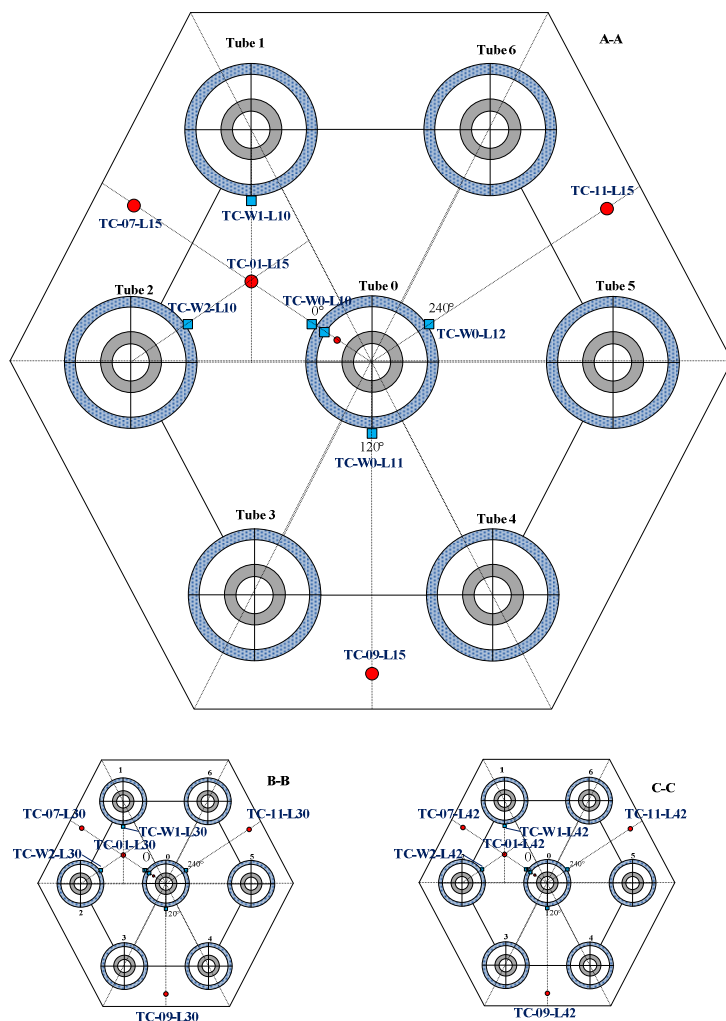 A-A
Tube 1
Tube 6
TC-07-L15
TC-W1-L10
TC-11-L15
TC-01-L15
Tube 2
TC-W2-L10
TC-W0-L10
0°
Tube 0
240°
TC-W0-L12
Tube 5
120°
TC-W0-L11
Tube 3
Tube 4
TC-09-L15
B-B
1
6
TC-07-L30
TC-11-L30
TC-W1-L30
TC-01-L30
TC-W2-L30
0
0
240°
5
2
120°
3
4
TC-09-L30
C-C
1
6
TC-07-L42
TC-11-L42
TC-W1-L42
TC-01-L42
TC-W2-L42
0
0
240°
5
2
120°
3
4
TC-09-L42